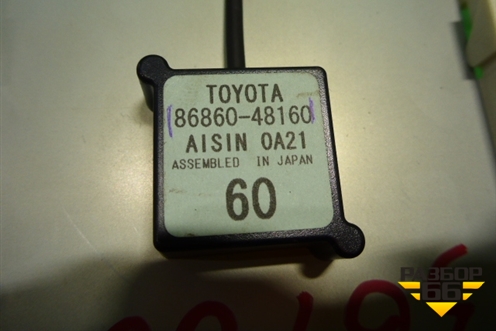 TOYOTA
86860-48160
AISIN 0A21
ASSEMBLED IN JAPAN
60
РАЗБОР
66